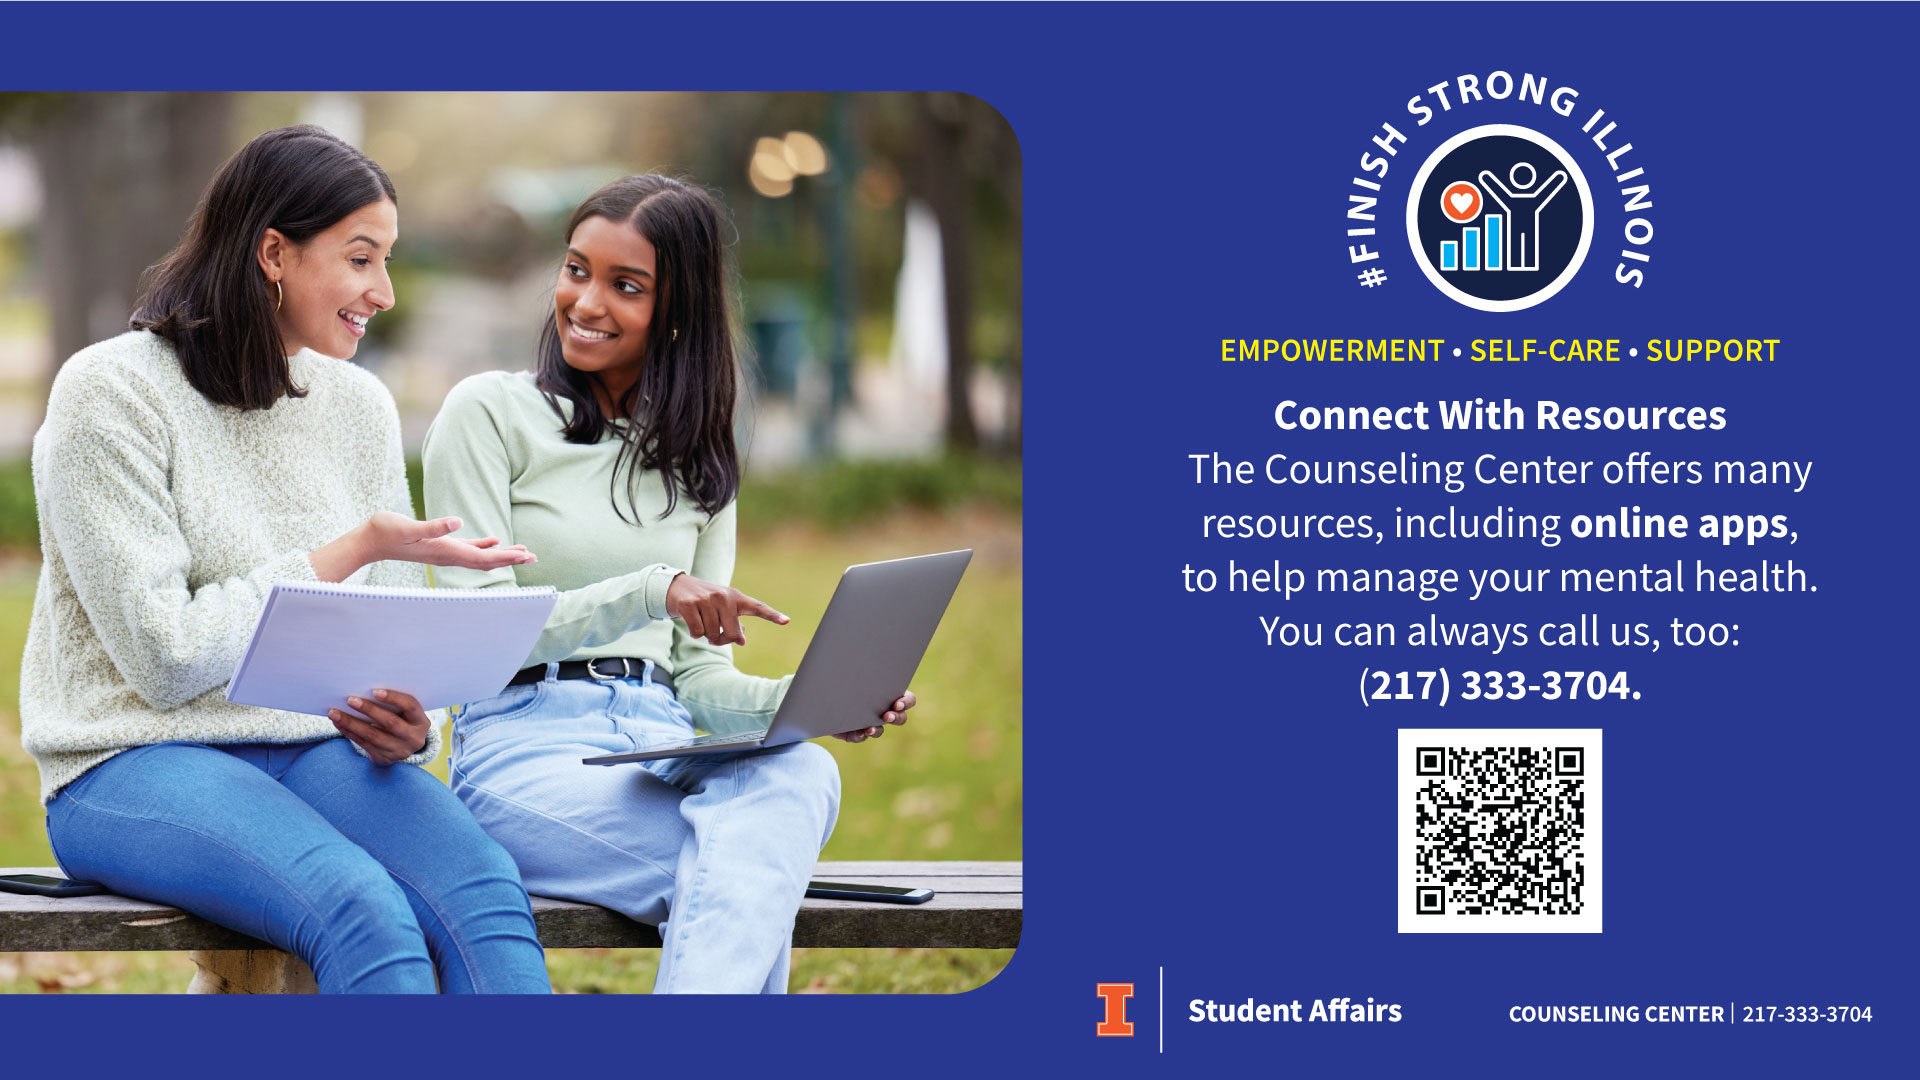 #FINISH STRONG ILLINOIS
EMPOWERMENT • SELF-CARE • SUPPORT
Connect With Resources
The Counseling Center offers many
resources, including online apps,
to help manage your mental health.
You can always call us, too:
(217) 333-3704.
I
Student Affairs
COUNSELING CENTER | 217-333-3704